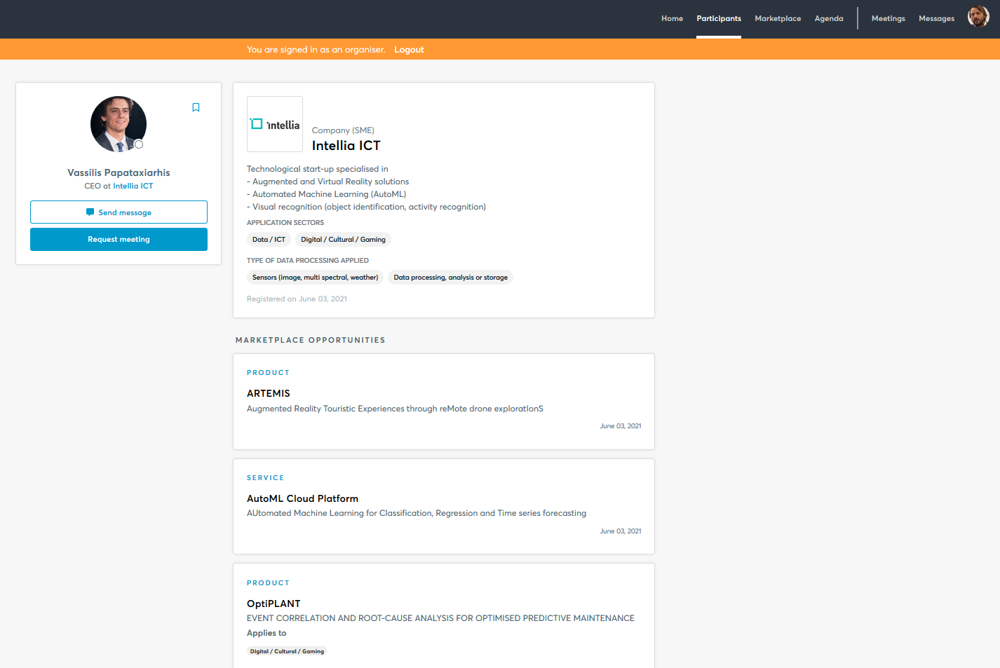 Home Participants Marketplace Agenda Meetings Messages
You are signed in as an organiser. Logout
Vassilis Papataxiarhis
CEO at Intellia ICT
Send message
Request meeting
intellia
Company (SME)
Intellia ICT
Technological start-up specialised in
- Augmented and Virtual Reality solutions
- Automated Machine Learning (AutoML)
- Visual recognition (object identification, activity recognition)
APPLICATION SECTORS
Data / ICT Digital / Cultural / Gaming
TYPE OF DATA PROCESSING APPLIED
Sensors (image, multi spectral, weather) Data processing, analysis or storage
Registered on June 03, 2021
MARKETPLACE OPPORTUNITIES
PRODUCT
ARTEMIS
Augmented Reality Touristic Experiences through reMote drone exploratIonS
June 03, 2021
SERVICE
AutoML Cloud Platform
AUtomated Machine Learning for Classification, Regression and Time series forecasting
June 03, 2021
PRODUCT
OptiPLANT
EVENT CORRELATION AND ROOT-CAUSE ANALYSIS FOR OPTIMISED PREDICTIVE MAINTENANCE
Applies to
Digital / Cultural / Gaming